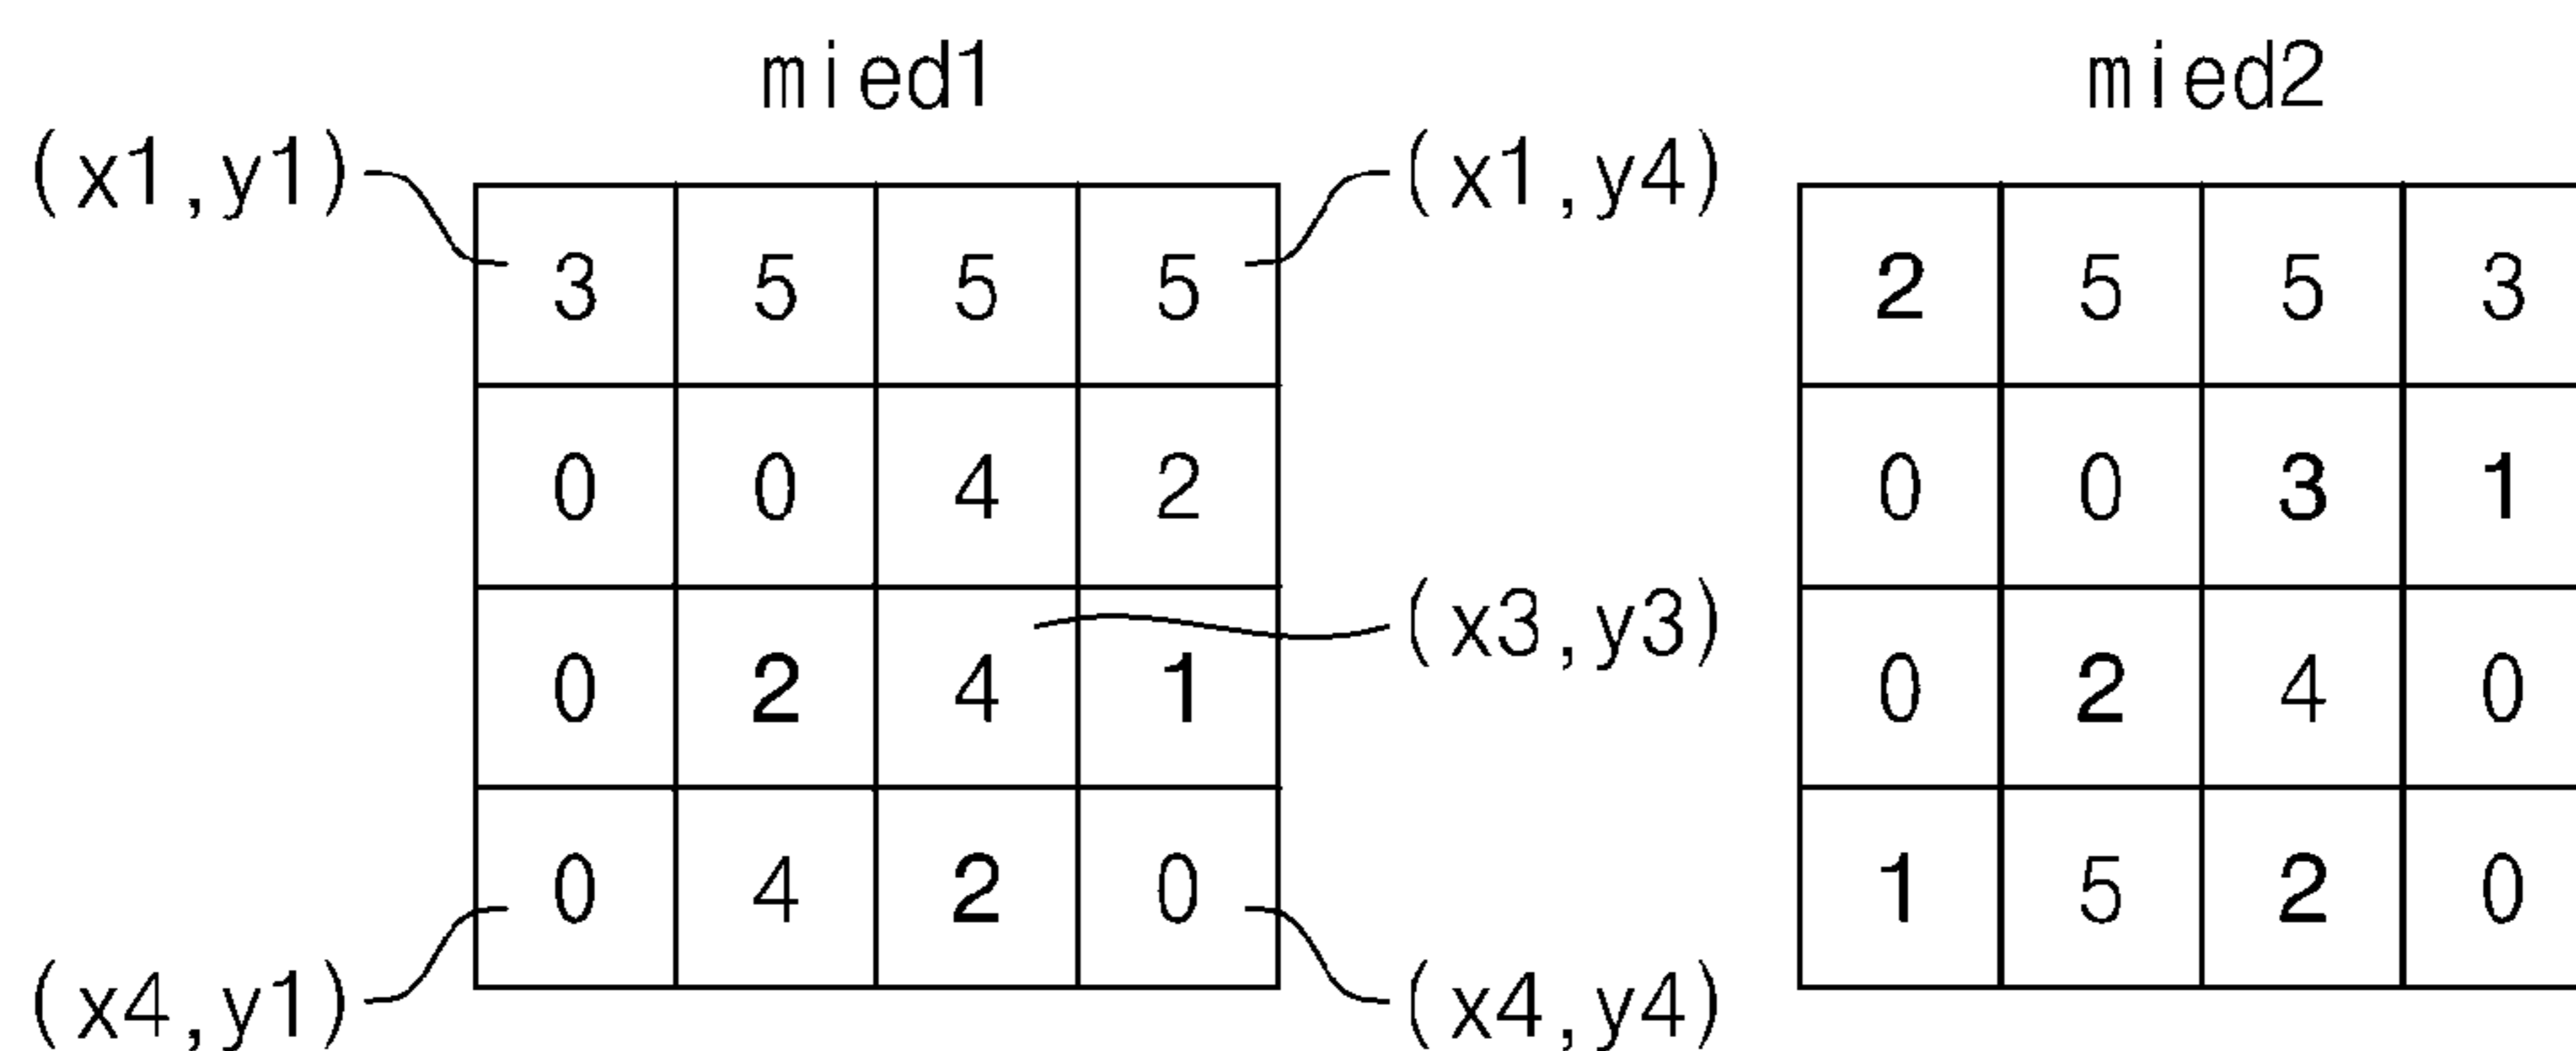 mied1 mied2
(x1,y1) (x1,y4)
3 5 5 5 2 5 5 3
0 0 4 2 0 0 3 1
(x3,y3)
0 2 4 1 0 2 4 0
0 4 2 0 1 5 2 0
(x4,y1) (x4,y4)